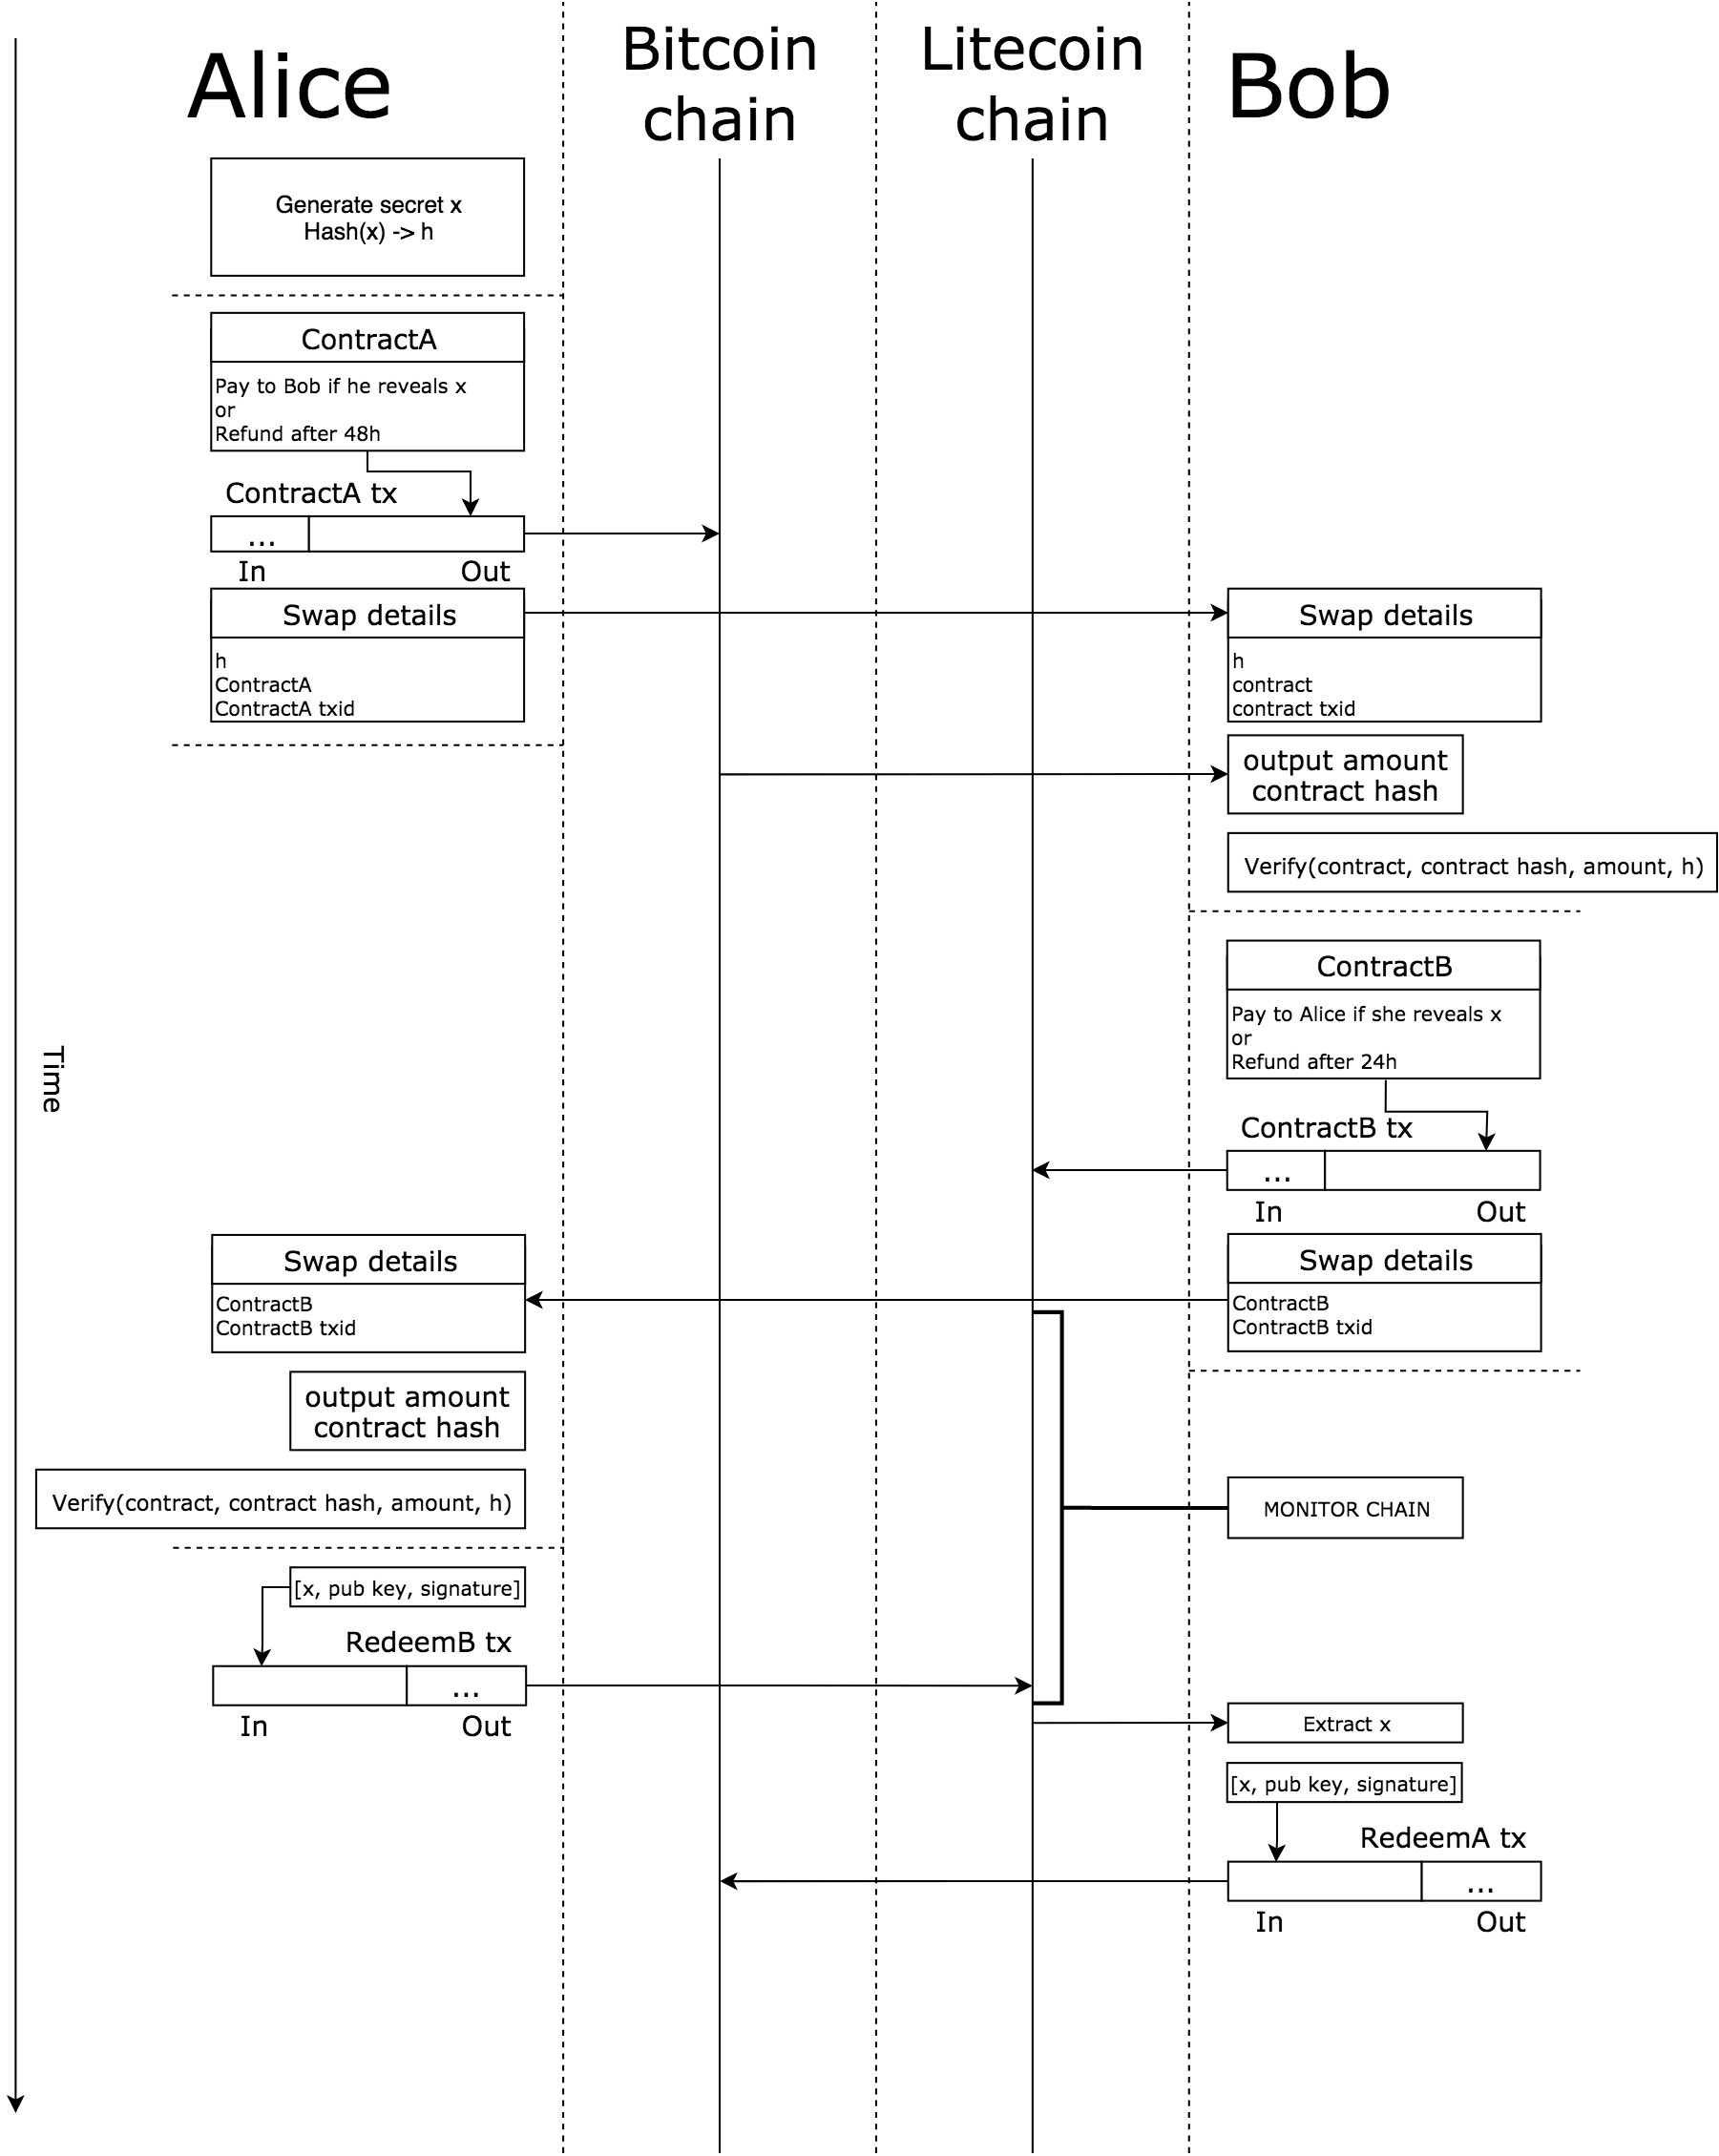 Alice
Bitcoin
chain
Litecoin
chain
Bob
Generate secret x
Hash(x) -> h
ContractA
Pay to Bob if he reveals x
or
Refund after 48h
ContractA tx
...
In
Out
Swap details
h
ContractA
ContractA txid
Swap details
h
contract
contract txid
output amount
contract hash
Verify(contract, contract hash, amount, h)
ContractB
Pay to Alice if she reveals x
or
Refund after 24h
Time
ContractB tx
...
In
Out
Swap details
ContractB
ContractB txid
Swap details
ContractB
ContractB txid
output amount
contract hash
Verify(contract, contract hash, amount, h)
MONITOR CHAIN
[x, pub key, signature]
RedeemB tx
...
In
Out
Extract x
[x, pub key, signature]
RedeemA tx
...
In
Out